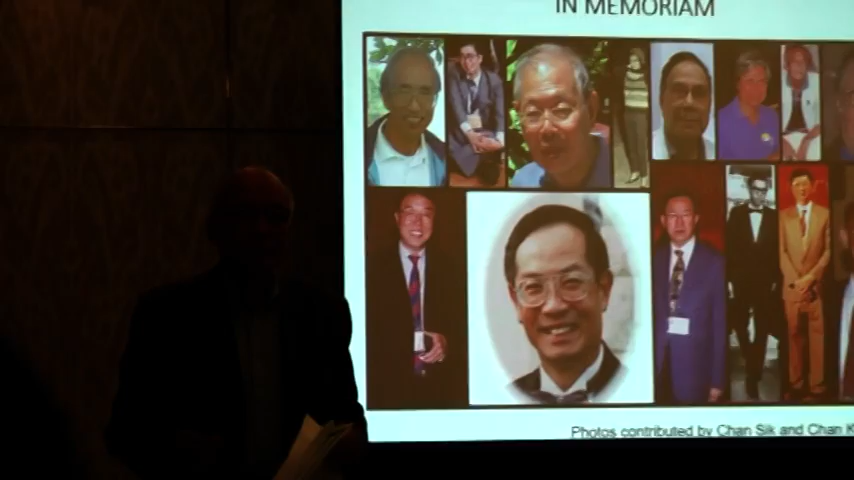 IN MEMORIAM
Photos contributed by Chan Sik and Chan K